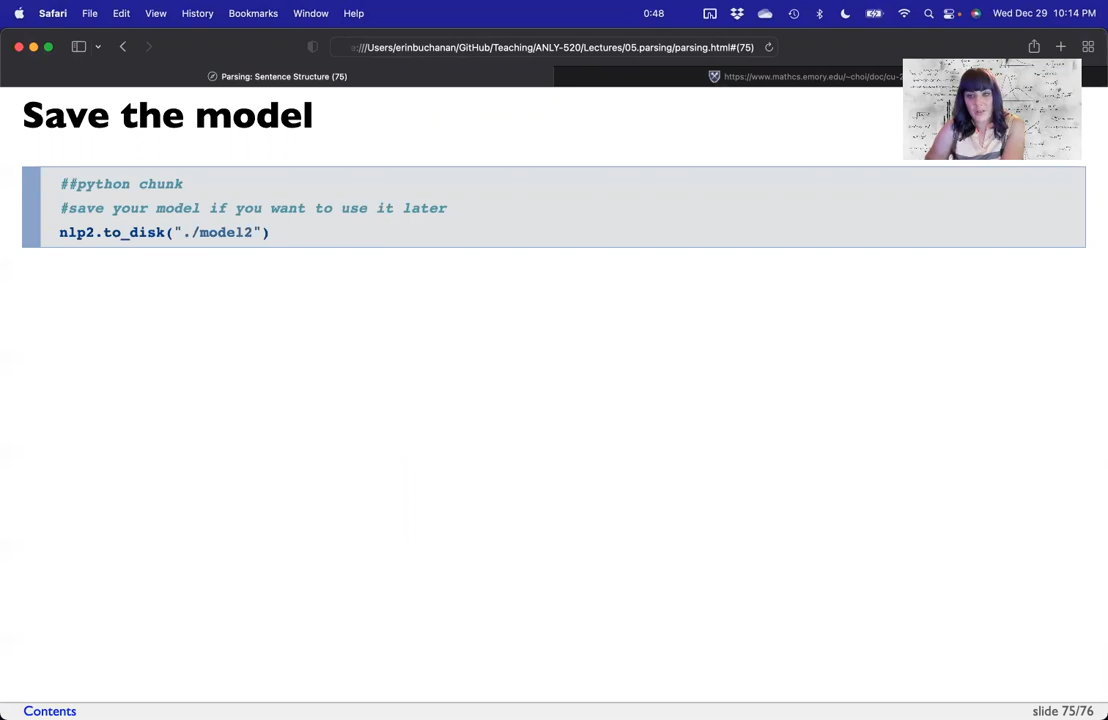 Safari File Edit View History Bookmarks Window Help 0:48 Wed Dec 29 10:14 PM
:///Users/erinbuchanan/GitHub/Teaching/ANLY-520/Lectures/05.parsing/parsing.html#(75)
Parsing: Sentence Structure (75) https://www.mathcs.emory.edu/~choi/doc/cu-2
Save the model
##python chunk
#save your model if you want to use it later
nlp2.to_disk("./model2")
Contents slide 75/76